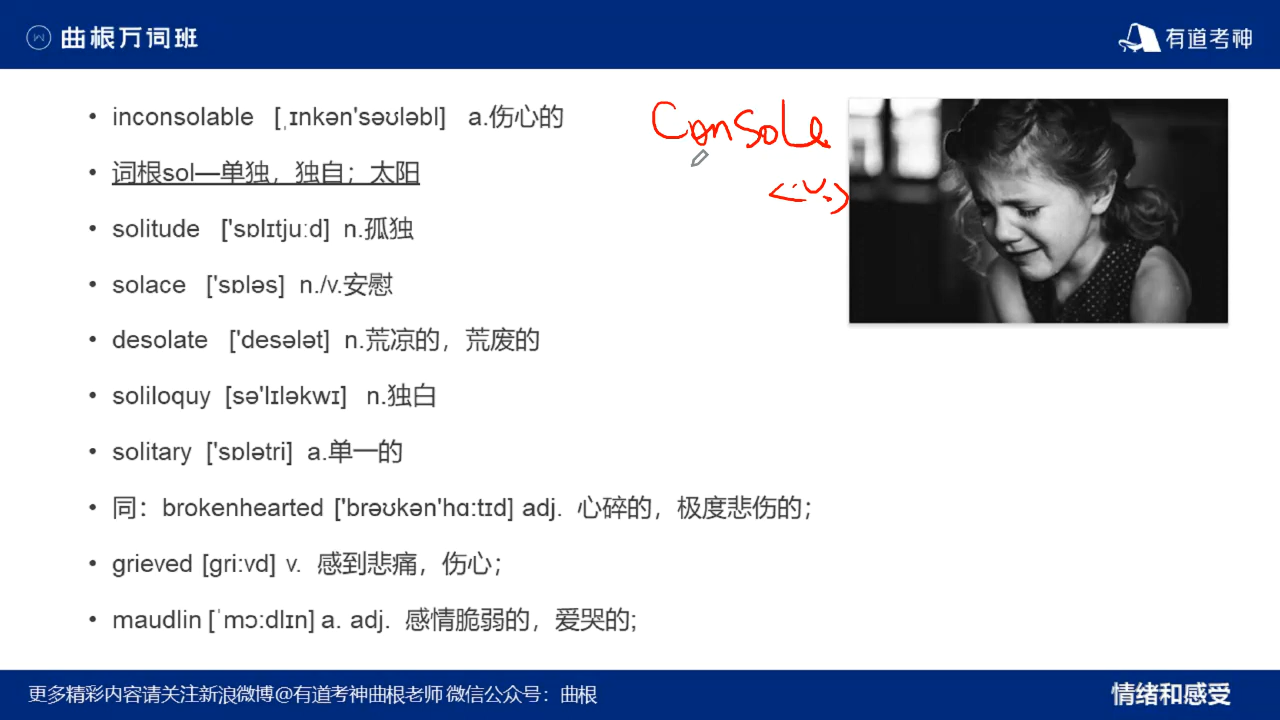 曲根万词班
有道考神
• inconsolable [ˌɪnkən'səʊləbl] a.伤心的
Console
<v.>
• 词根sol—单独，独自；太阳
• solitude ['sɒlɪtjuːd] n.孤独
• solace ['sɒləs] n./v.安慰
• desolate ['desələt] n.荒凉的，荒废的
• soliloquy [sə'lɪləkwɪ] n.独白
• solitary ['sɒlətri] a.单一的
• 同：brokenhearted ['brəʊkən'hɑːtɪd] adj. 心碎的，极度悲伤的；
• grieved [gri:vd] v. 感到悲痛，伤心；
• maudlin [ˈmɔ:dlɪn] a. adj. 感情脆弱的，爱哭的;
更多精彩内容请关注新浪微博@有道考神曲根老师 微信公众号：曲根
情绪和感受